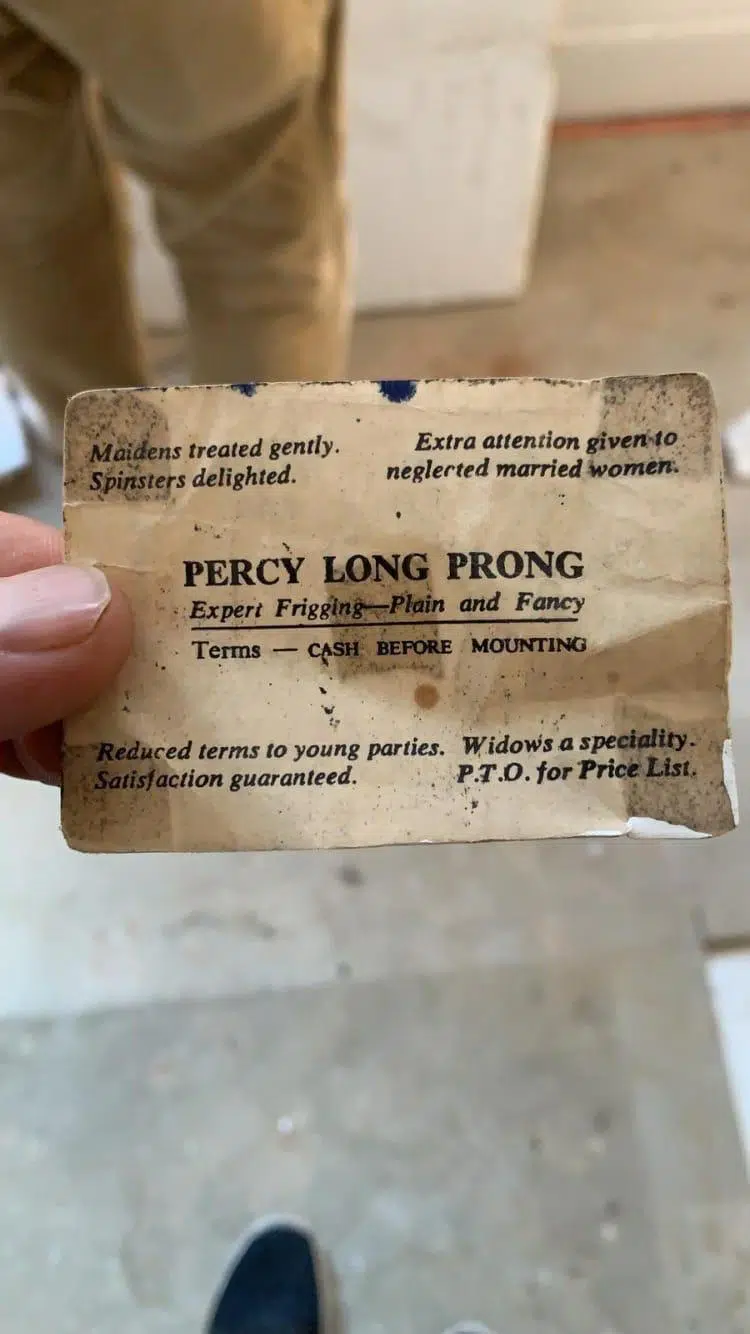 Maidens treated gently.
Spinsters delighted.
Extra attention given to
neglected married women.
PERCY LONG PRONG
Expert Frigging—Plain and Fancy
Terms — CASH BEFORE MOUNTING
Reduced terms to young parties.
Satisfaction guaranteed.
Widows a speciality.
P.T.O. for Price List.